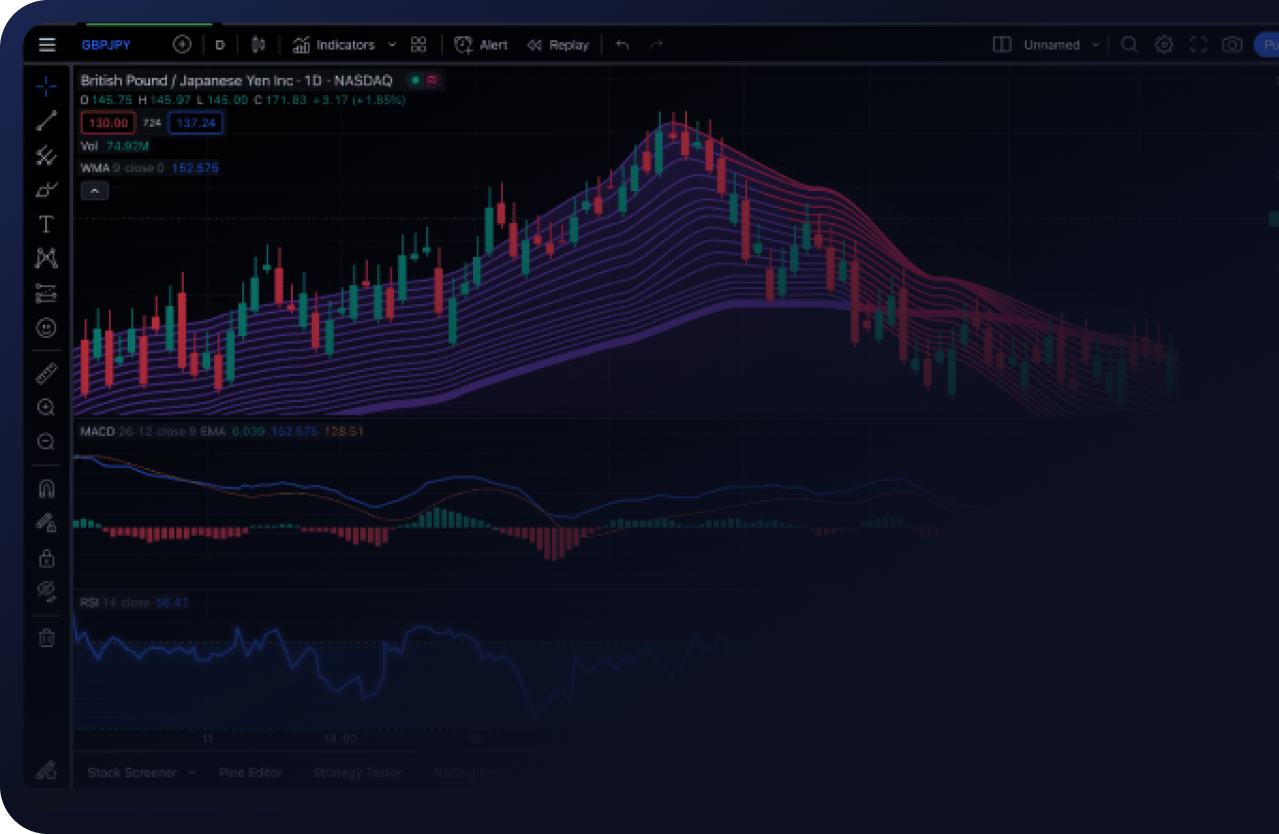 GBPJPY D Indicators Alert Replay Unnamed
British Pound / Japanese Yen Inc · 1D · NASDAQ
O 145.75 H 145.97 L 145.00 C 171.83 +3.17 (+1.85%)
130.00 724 137.24
Vol 74.92M
WMA 9 close 0 152.575
MACD 26 12 close 9 EMA 0.039 152.575 128.51
RSI 14 close 56.41
11 18:00
Stock Screener Pine Editor Strategy Tester Trading